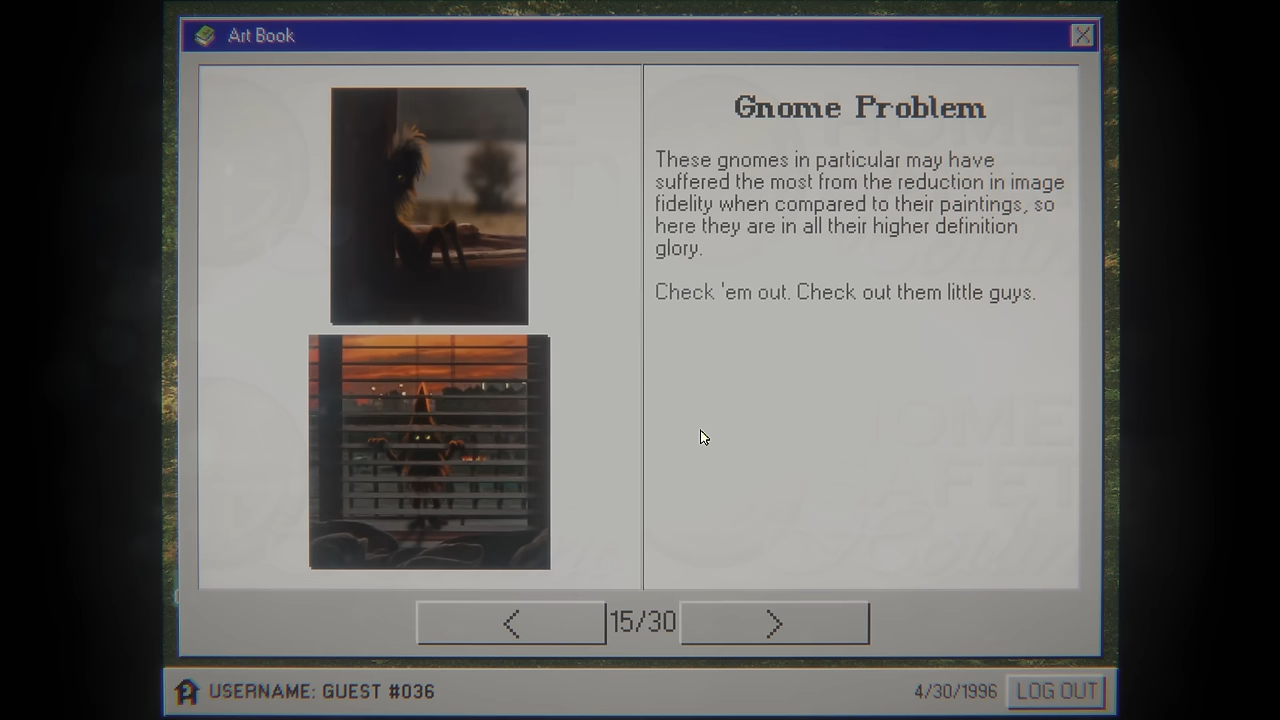 Art Book
Gnome Problem
These gnomes in particular may have
suffered the most from the reduction in image
fidelity when compared to their paintings, so
here they are in all their higher definition
glory.
Check 'em out. Check out them little guys.
15/30
USERNAME: GUEST #036
4/30/1996
LOG OUT